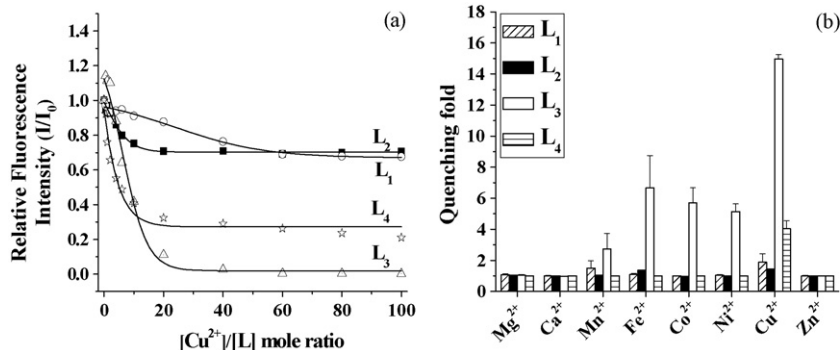 (a)
1.4
1.2
1.0
0.8
0.6
0.4
0.2
0.0
Relative Fluorescence
Intensity (I/I₀)
L₂
L₁
L₄
L₃
0 20 40 60 80 100
[Cu²⁺]/[L] mole ratio
(b)
18
16
14
12
10
8
6
4
2
0
Quenching fold
L₁
L₂
L₃
L₄
Mg²⁺ Ca²⁺ Mn²⁺ Fe²⁺ Co²⁺ Ni²⁺ Cu²⁺ Zn²⁺